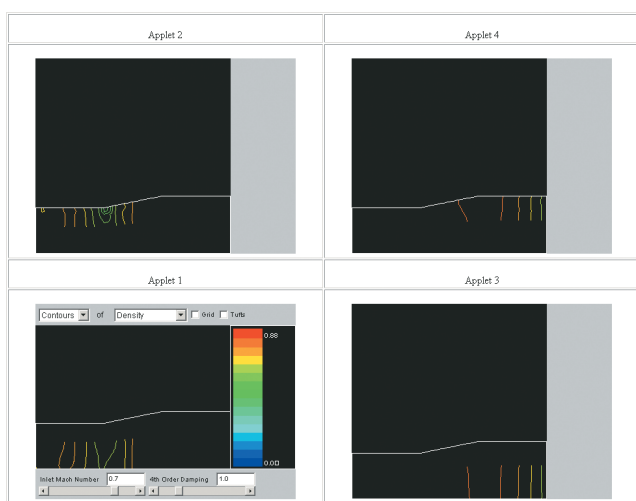 Applet 2
Applet 4
Applet 1
Applet 3
Contours of Density Grid Tufts
0.88
0.00
Inlet Mach Number 0.7 4th Order Damping 1.0